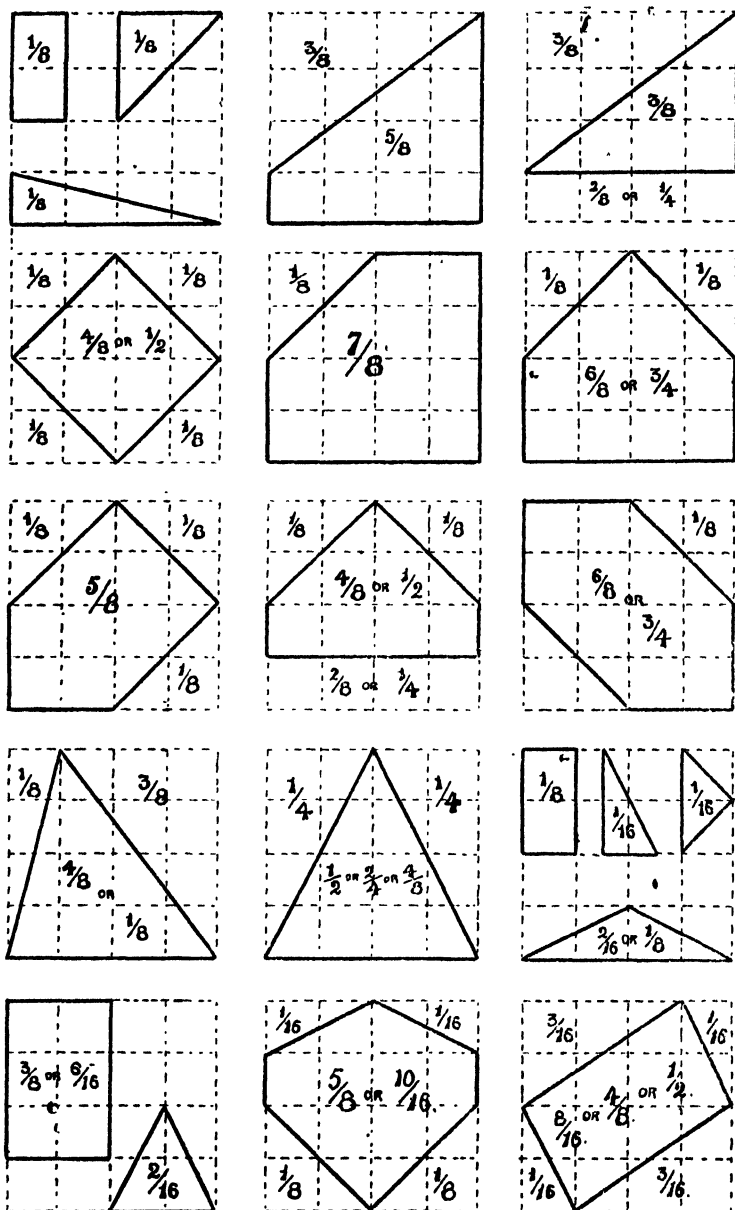 1/8
1/8
1/8
3/8
5/8
3/8
3/8
2/8 OR 1/4
1/8 1/8
4/8 OR 1/2
1/8 1/8
1/8
7/8
1/8 1/8
6/8 OR 3/4
1/8 1/8
5/8
1/8
1/8 1/8
4/8 OR 1/2
2/8 OR 1/4
1/8
6/8 OR
3/4
1/8 3/8
4/8 OR
1/8
1/4 1/4
1/2 OR 2/4 OR 4/8
1/8
1/16
1/16
2/16 OR 1/8
3/8 OR 6/16
2/16
1/16 1/16
5/8 OR 10/16
1/8 1/8
3/16 1/16
8/16 OR 4/8 OR 1/2
1/16 3/16